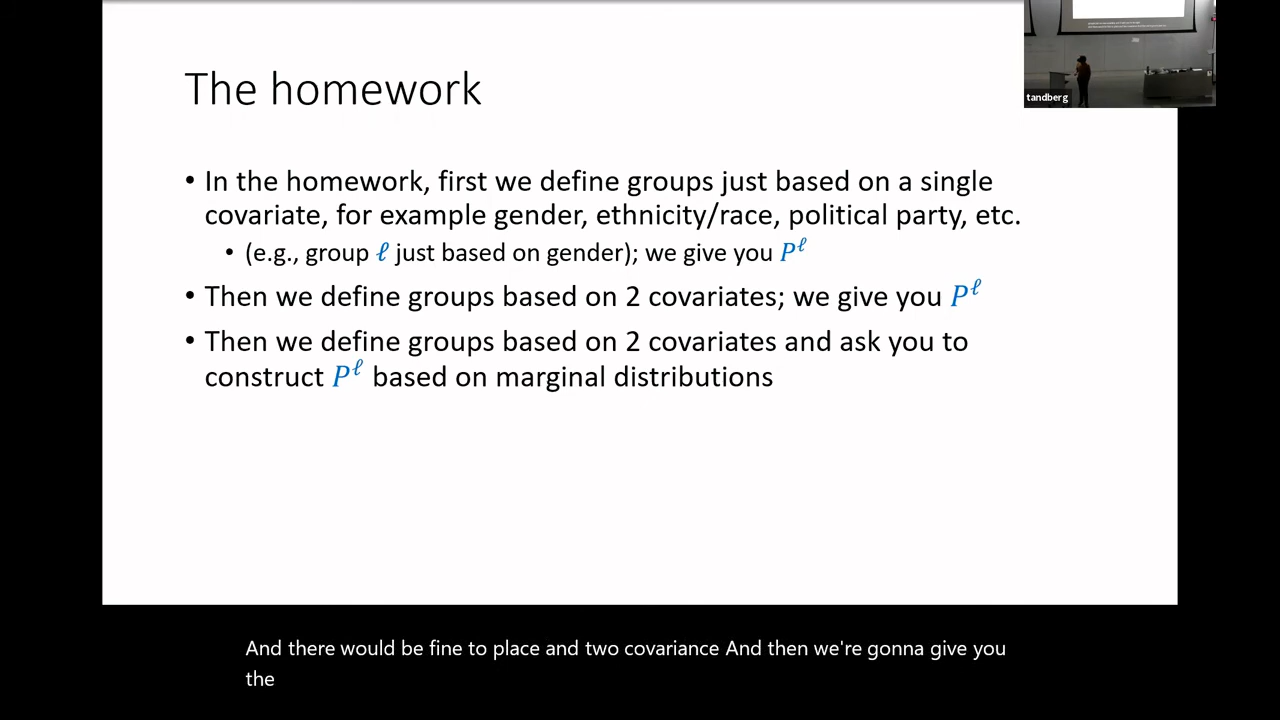 The homework
tandberg
• In the homework, first we define groups just based on a single
covariate, for example gender, ethnicity/race, political party, etc.
• (e.g., group ℓ just based on gender); we give you P^ℓ
• Then we define groups based on 2 covariates; we give you P^ℓ
• Then we define groups based on 2 covariates and ask you to
construct P^ℓ based on marginal distributions
And there would be fine to place and two covariance And then we're gonna give you
the